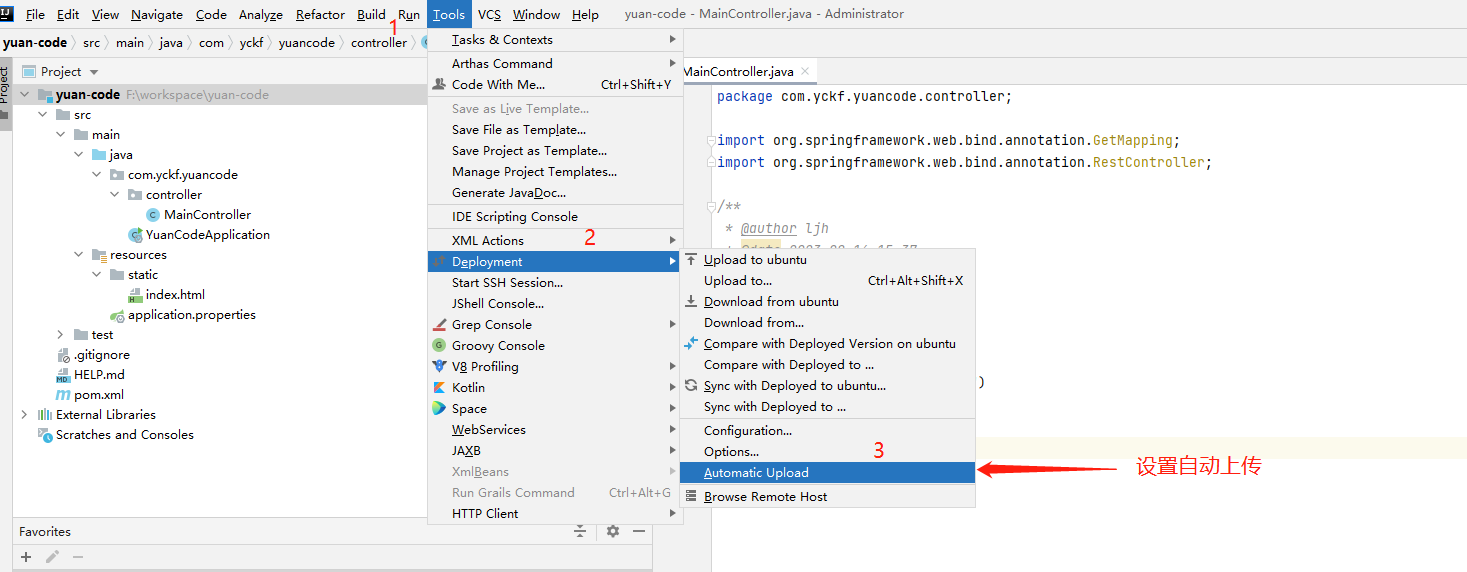 File Edit View Navigate Code Analyze Refactor Build Run Tools VCS Window Help yuan-code - MainController.java - Administrator
1
yuan-code src main java com yckf yuancode controller
Project
Project
yuan-code F:\workspace\yuan-code
src
main
java
com.yckf.yuancode
controller
MainController
YuanCodeApplication
resources
static
index.html
application.properties
test
.gitignore
HELP.md
pom.xml
External Libraries
Scratches and Consoles
Favorites
Tasks & Contexts
Arthas Command
Code With Me... Ctrl+Shift+Y
Save as Live Template...
Save File as Template...
Save Project as Template...
Manage Project Templates...
Generate JavaDoc...
IDE Scripting Console
XML Actions
2
Deployment
Start SSH Session...
JShell Console...
Grep Console
Groovy Console
V8 Profiling
Kotlin
Space
WebServices
JAXB
XmlBeans
Run Grails Command Ctrl+Alt+G
HTTP Client
Upload to ubuntu
Upload to... Ctrl+Alt+Shift+X
Download from ubuntu
Download from...
Compare with Deployed Version on ubuntu
Compare with Deployed to ...
Sync with Deployed to ubuntu...
Sync with Deployed to ...
Configuration...
Options...
3
Automatic Upload
Browse Remote Host
设置自动上传
MainController.java
package com.yckf.yuancode.controller;
import org.springframework.web.bind.annotation.GetMapping;
import org.springframework.web.bind.annotation.RestController;
/**
* @author ljh
)